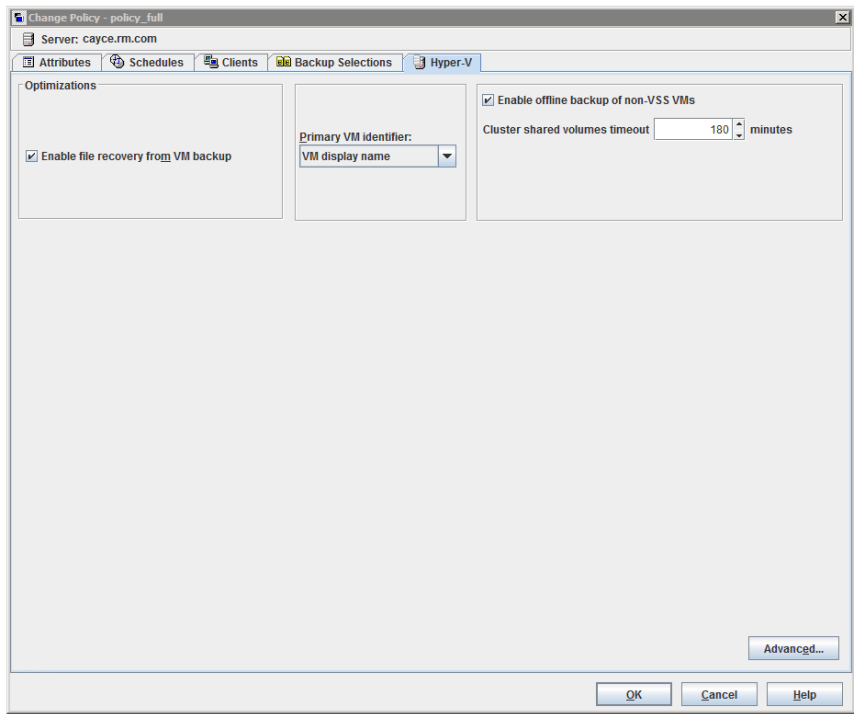 Change Policy - policy_full
Server: cayce.rm.com
Attributes Schedules Clients Backup Selections Hyper-V
Optimizations
Enable file recovery from VM backup
Primary VM identifier:
VM display name
Enable offline backup of non-VSS VMs
Cluster shared volumes timeout 180 minutes
Advanced...
OK Cancel Help